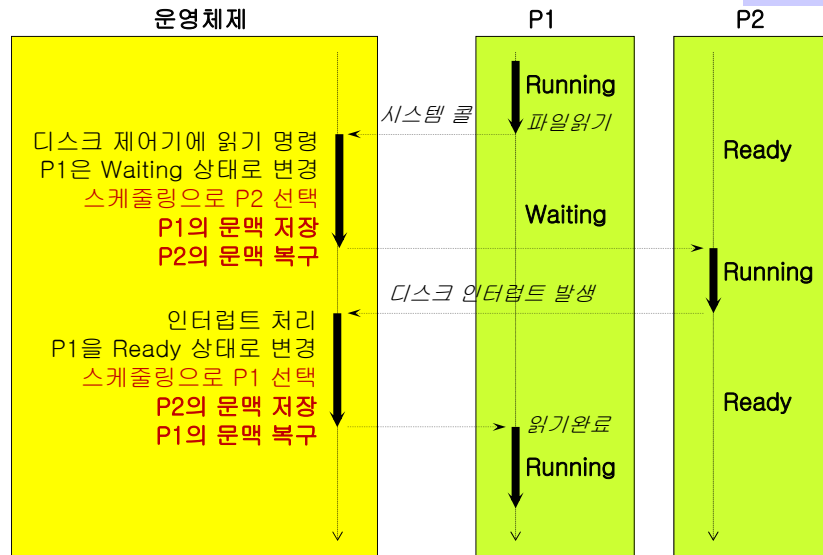 운영체제
P1
P2
Running
시스템 콜
파일읽기
디스크 제어기에 읽기 명령
P1은 Waiting 상태로 변경
스케줄링으로 P2 선택
P1의 문맥 저장
P2의 문맥 복구
Ready
Waiting
Running
디스크 인터럽트 발생
인터럽트 처리
P1을 Ready 상태로 변경
스케줄링으로 P1 선택
P2의 문맥 저장
P1의 문맥 복구
Ready
읽기완료
Running